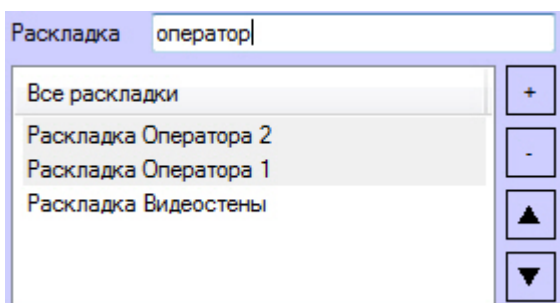 Раскладка оператор
Все раскладки +
Раскладка Оператора 2
Раскладка Оператора 1 -
Раскладка Видеостены